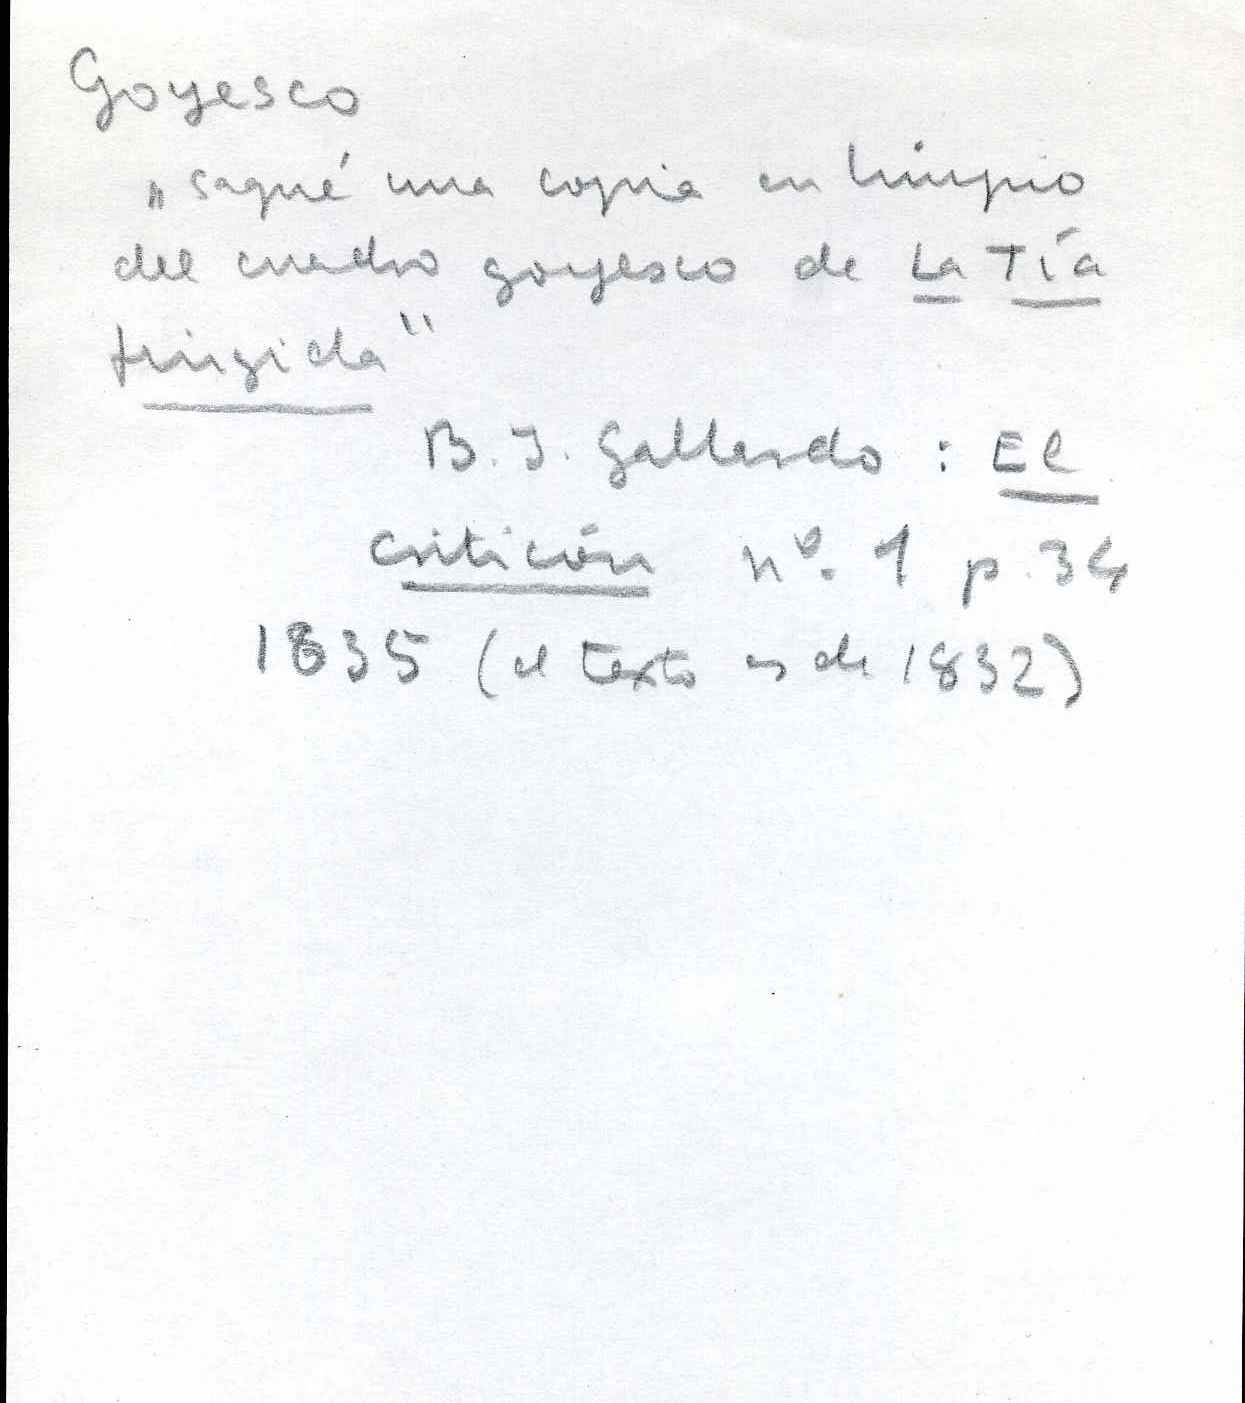 Goyesco
„saqué una copia en limpio
del cuadro goyesco de La Tía
fingida"
B. J. Gallardo : El
Criticón nº. 1 p. 34
1835 (el texto es de 1832)